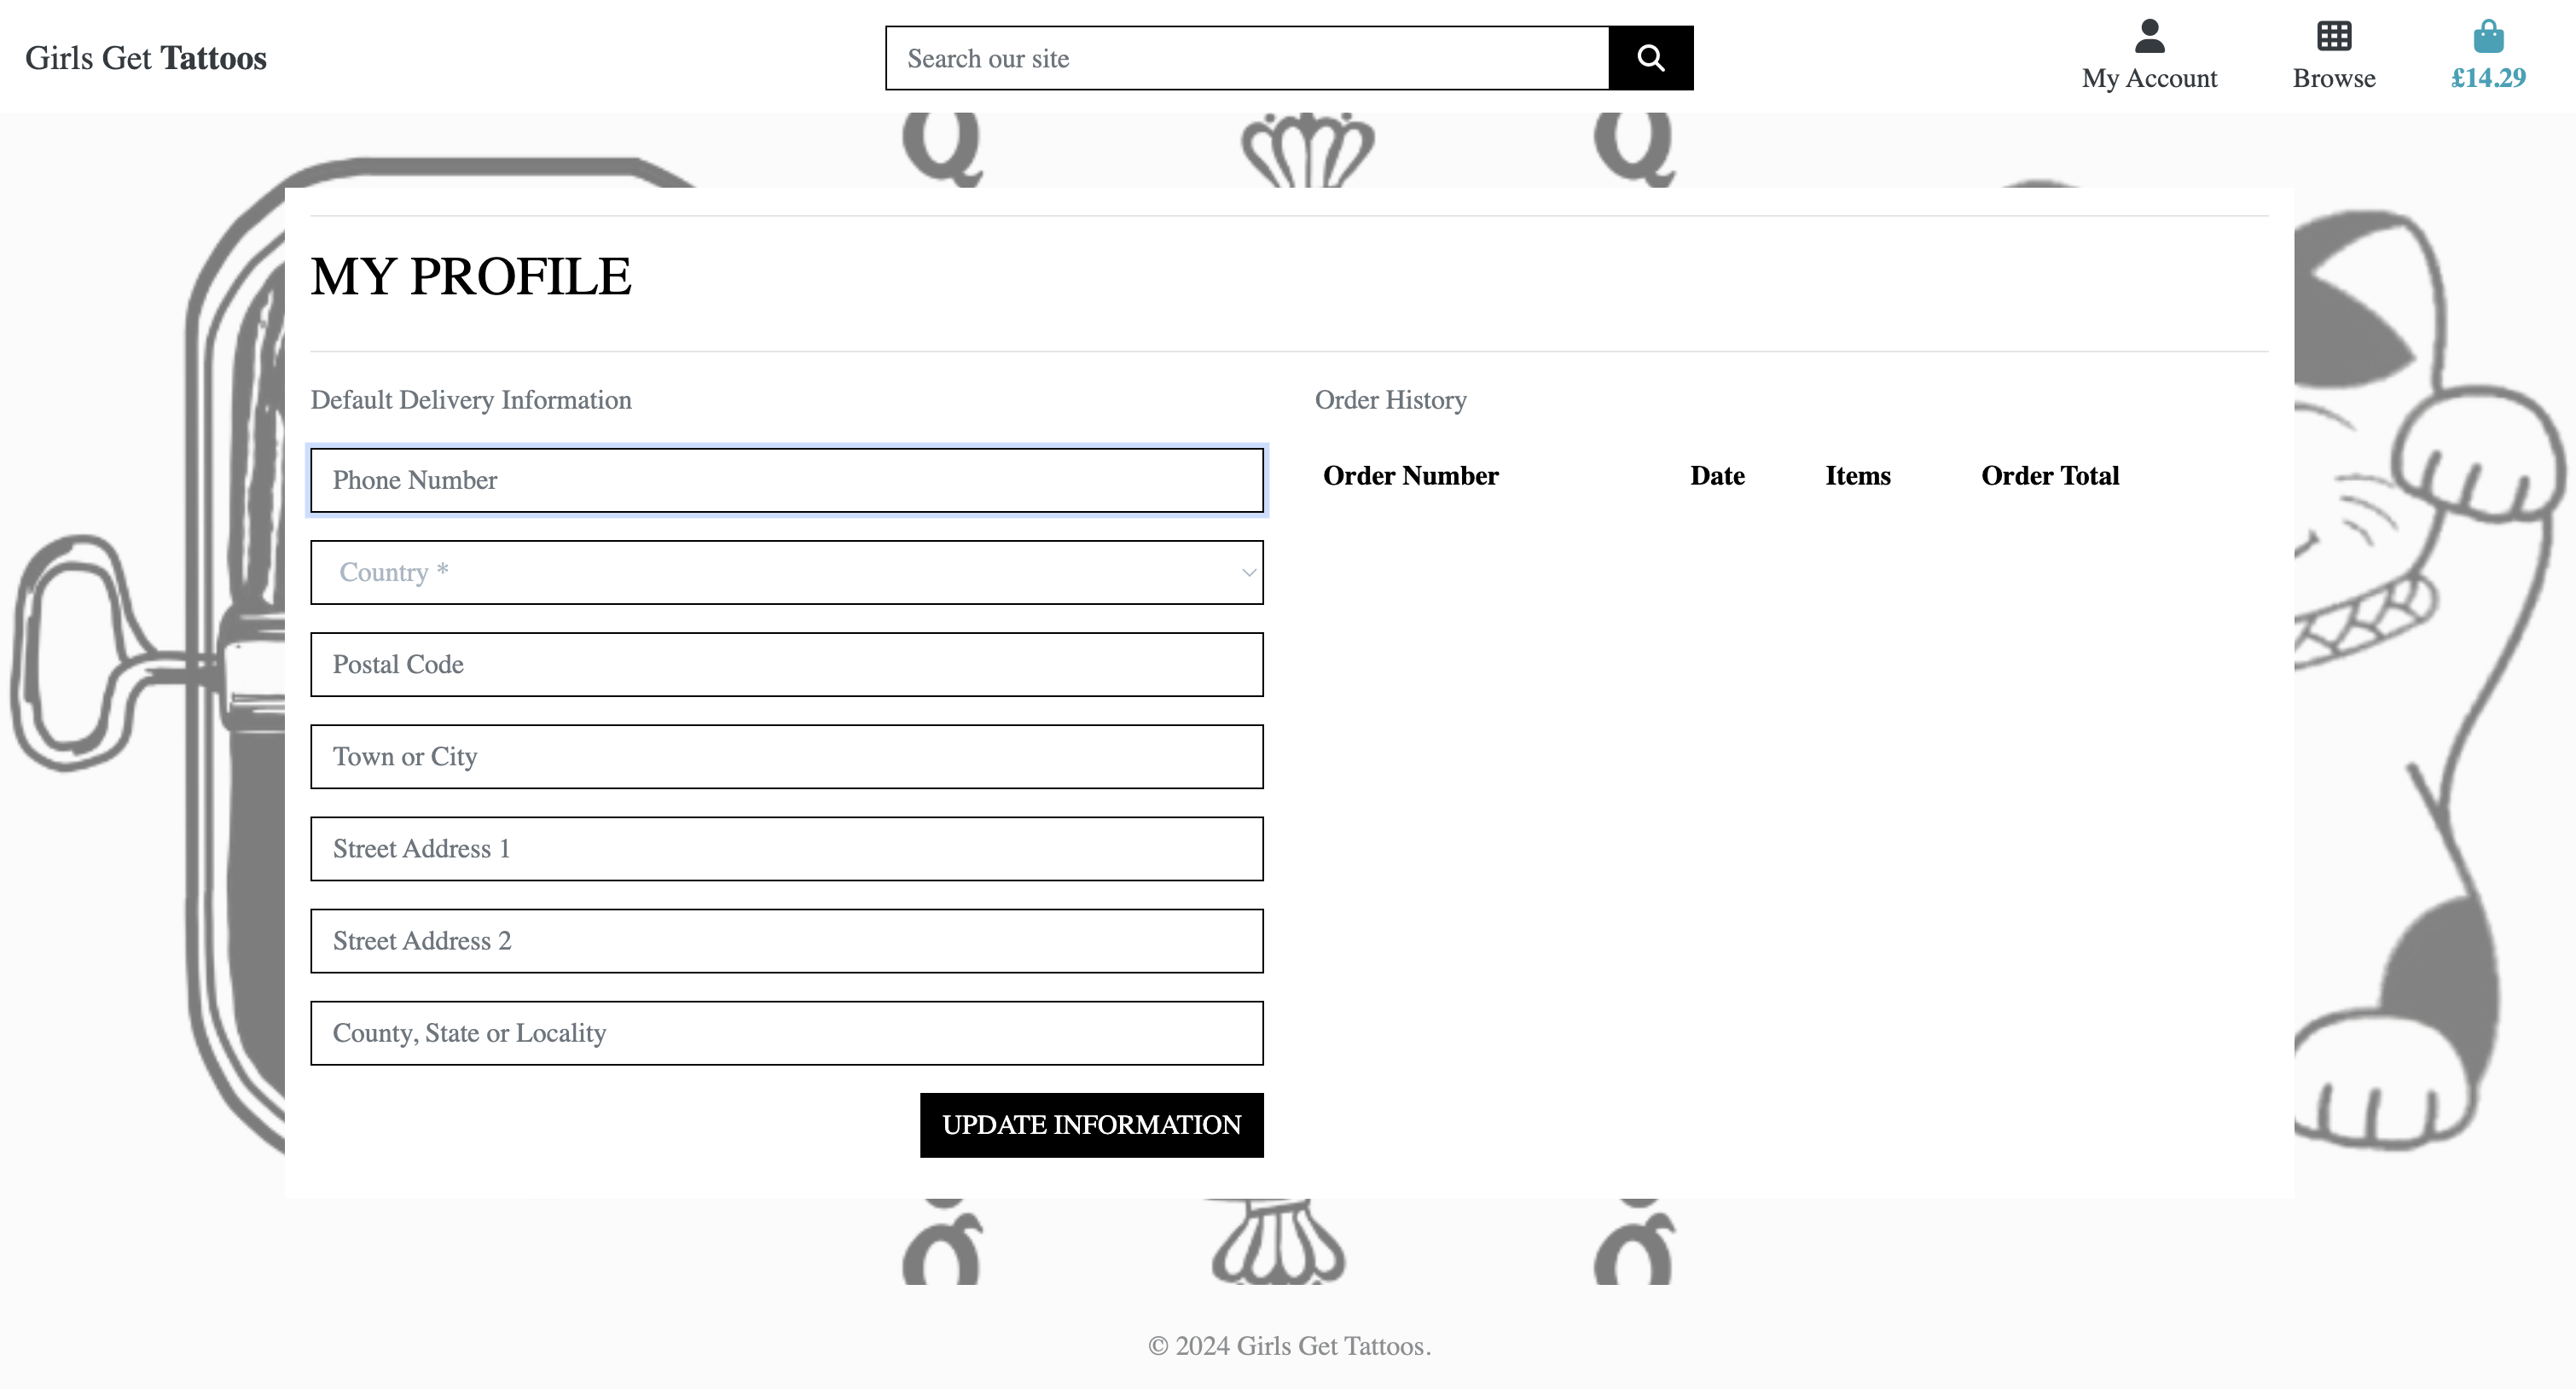 Girls Get Tattoos
Search our site
My Account
Browse
£14.29
Q
Q
MY PROFILE
Default Delivery Information
Order History
Phone Number
Order Number Date Items Order Total
Country *
Postal Code
Town or City
Street Address 1
Street Address 2
County, State or Locality
UPDATE INFORMATION
© 2024 Girls Get Tattoos.